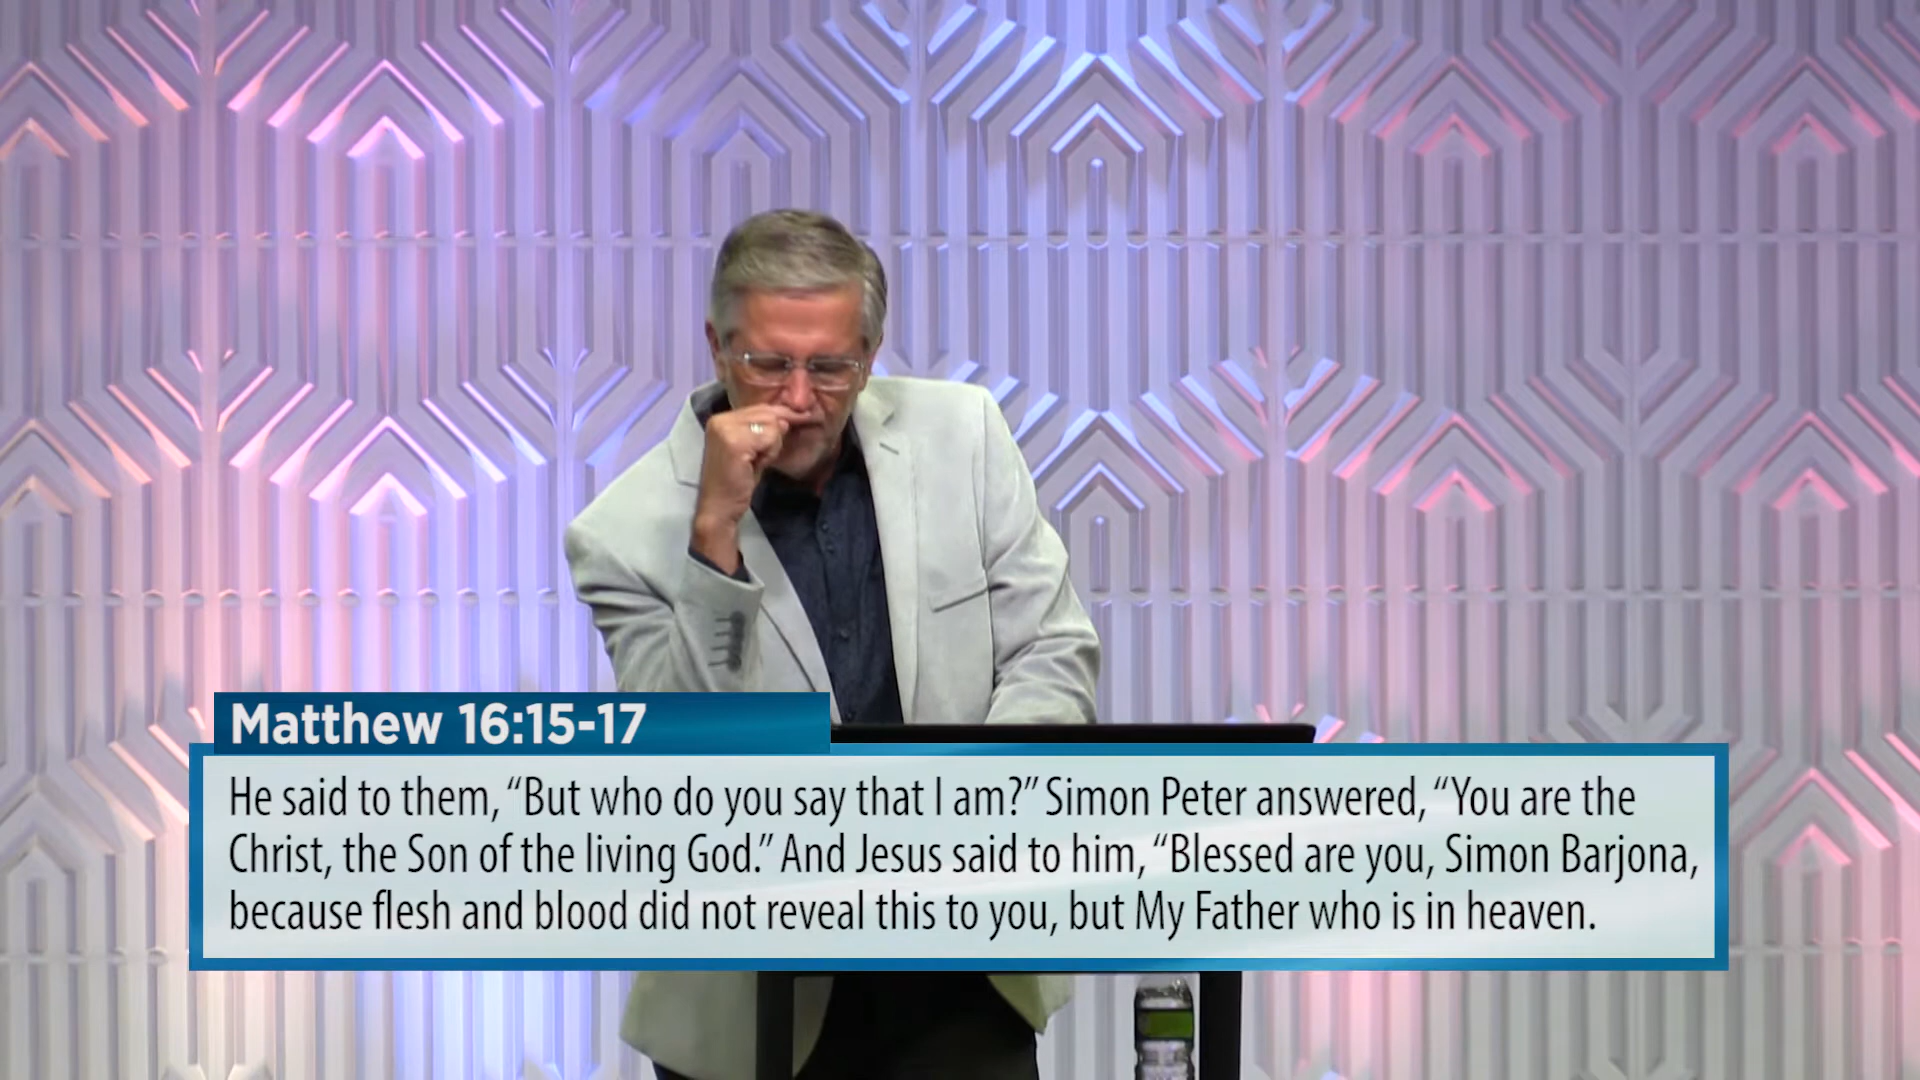 Matthew 16:15-17
He said to them, “But who do you say that I am?” Simon Peter answered, “You are the
Christ, the Son of the living God.” And Jesus said to him, “Blessed are you, Simon Barjona,
because flesh and blood did not reveal this to you, but My Father who is in heaven.